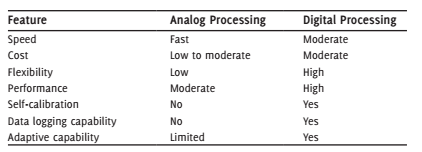 Feature Analog Processing Digital Processing
Speed Fast Moderate
Cost Low to moderate Moderate
Flexibility Low High
Performance Moderate High
Self-calibration No Yes
Data logging capability No Yes
Adaptive capability Limited Yes